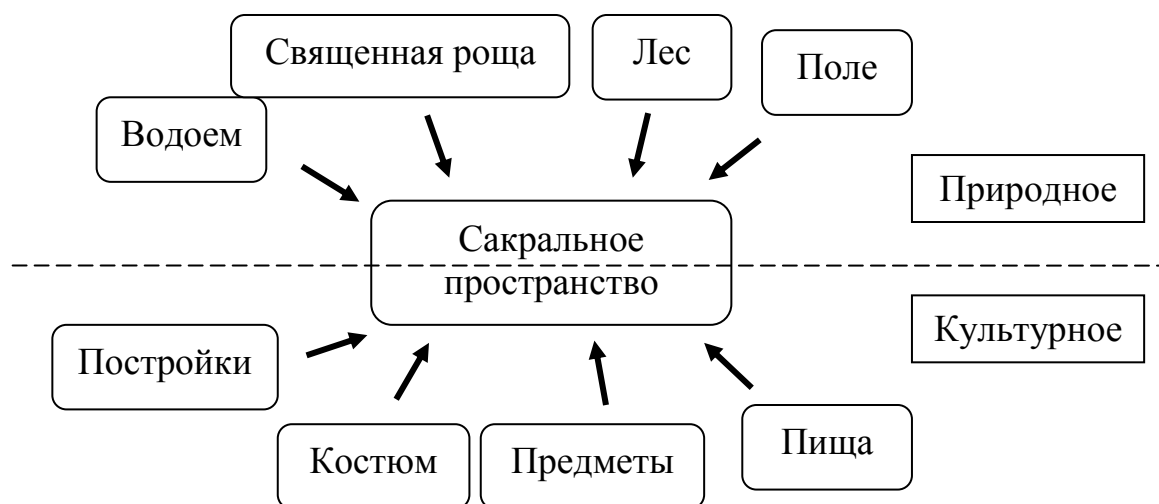 Священная роща
Лес
Поле
Водоем
Природное
Сакральное
пространство
Культурное
Постройки
Костюм
Предметы
Пища